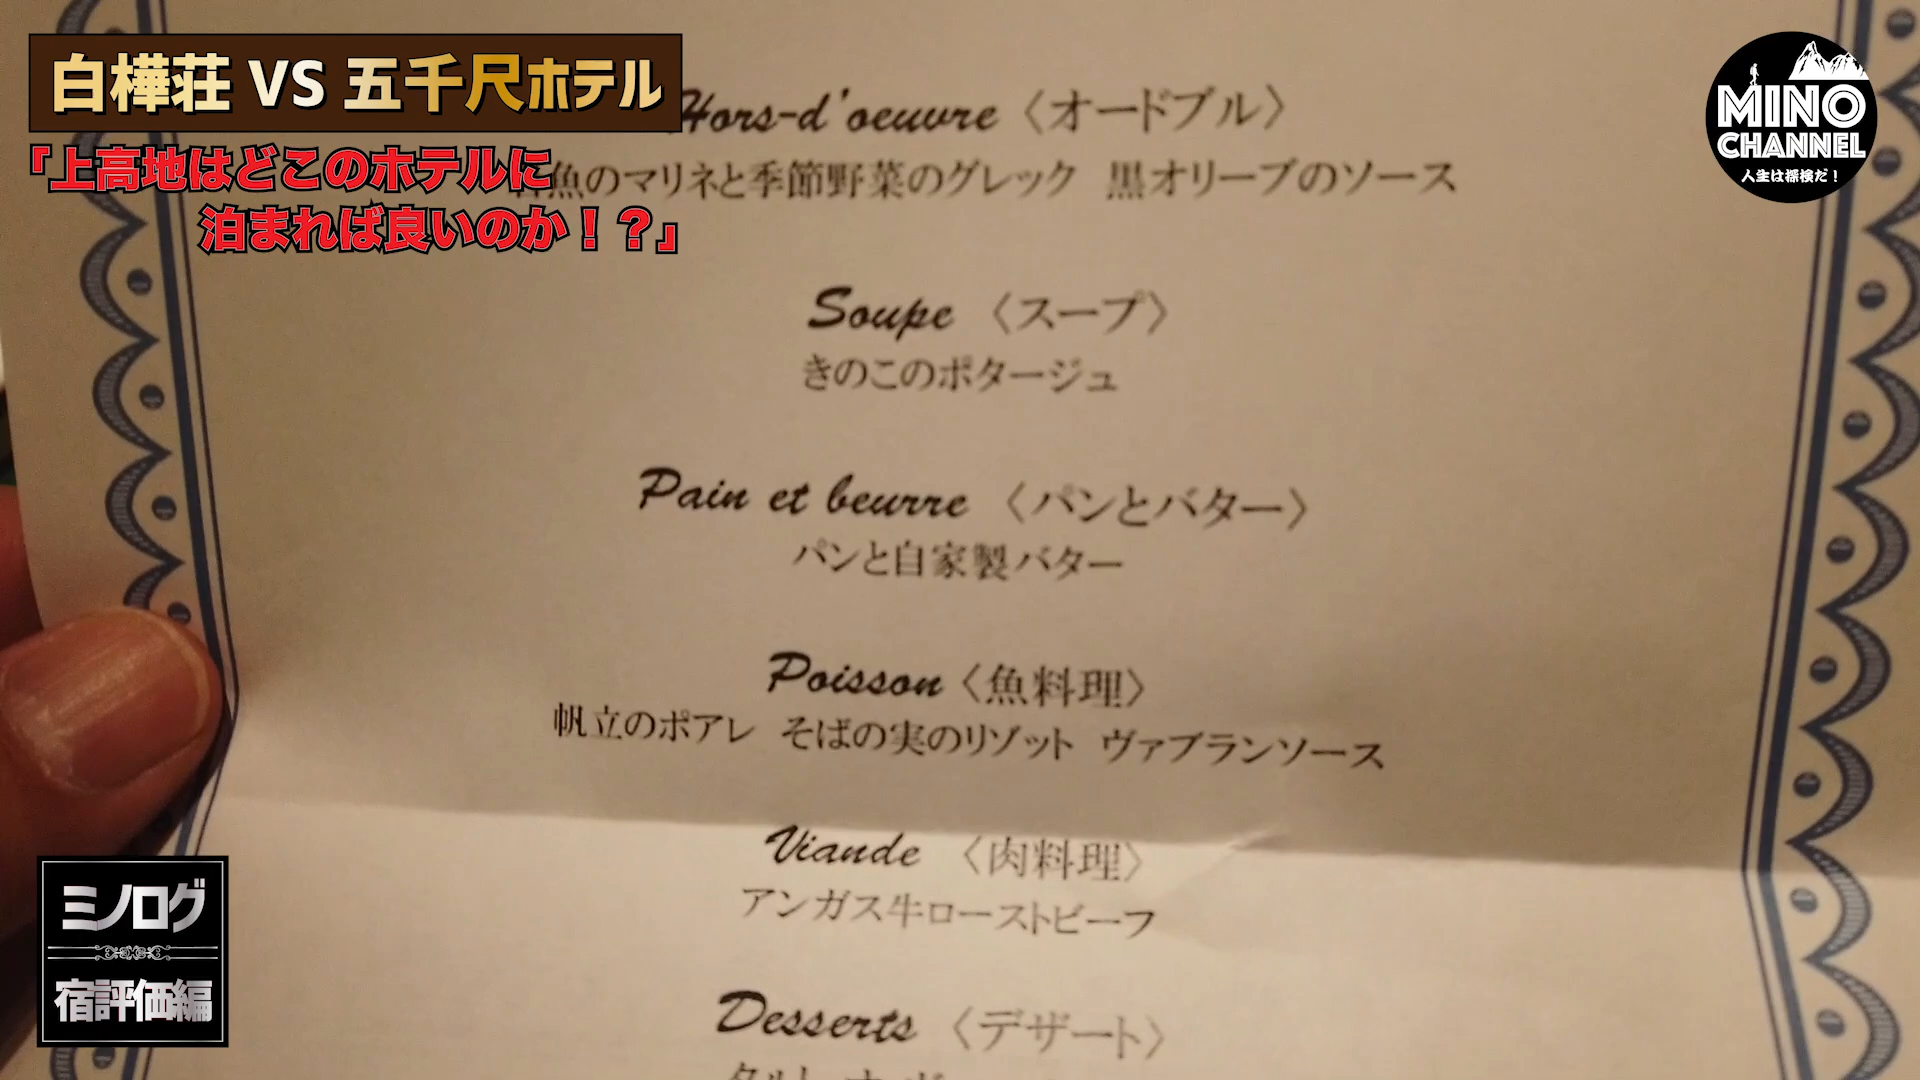 白樺荘 VS 五千尺ホテル
「上高地はどこのホテルに
泊まれば良いのか！？」
MINO
CHANNEL
人生は探検だ！
Hors-d'oeuvre 〈オードブル〉
魚のマリネと季節野菜のグレック 黒オリーブのソース
Soupe 〈スープ〉
きのこのポタージュ
Pain et beurre 〈パンとバター〉
パンと自家製バター
Poisson 〈魚料理〉
帆立のポアレ そばの実のリゾット ヴァブランソース
Viande 〈肉料理〉
アンガス牛ローストビーフ
Desserts 〈デザート〉
ミノログ
宿評価編